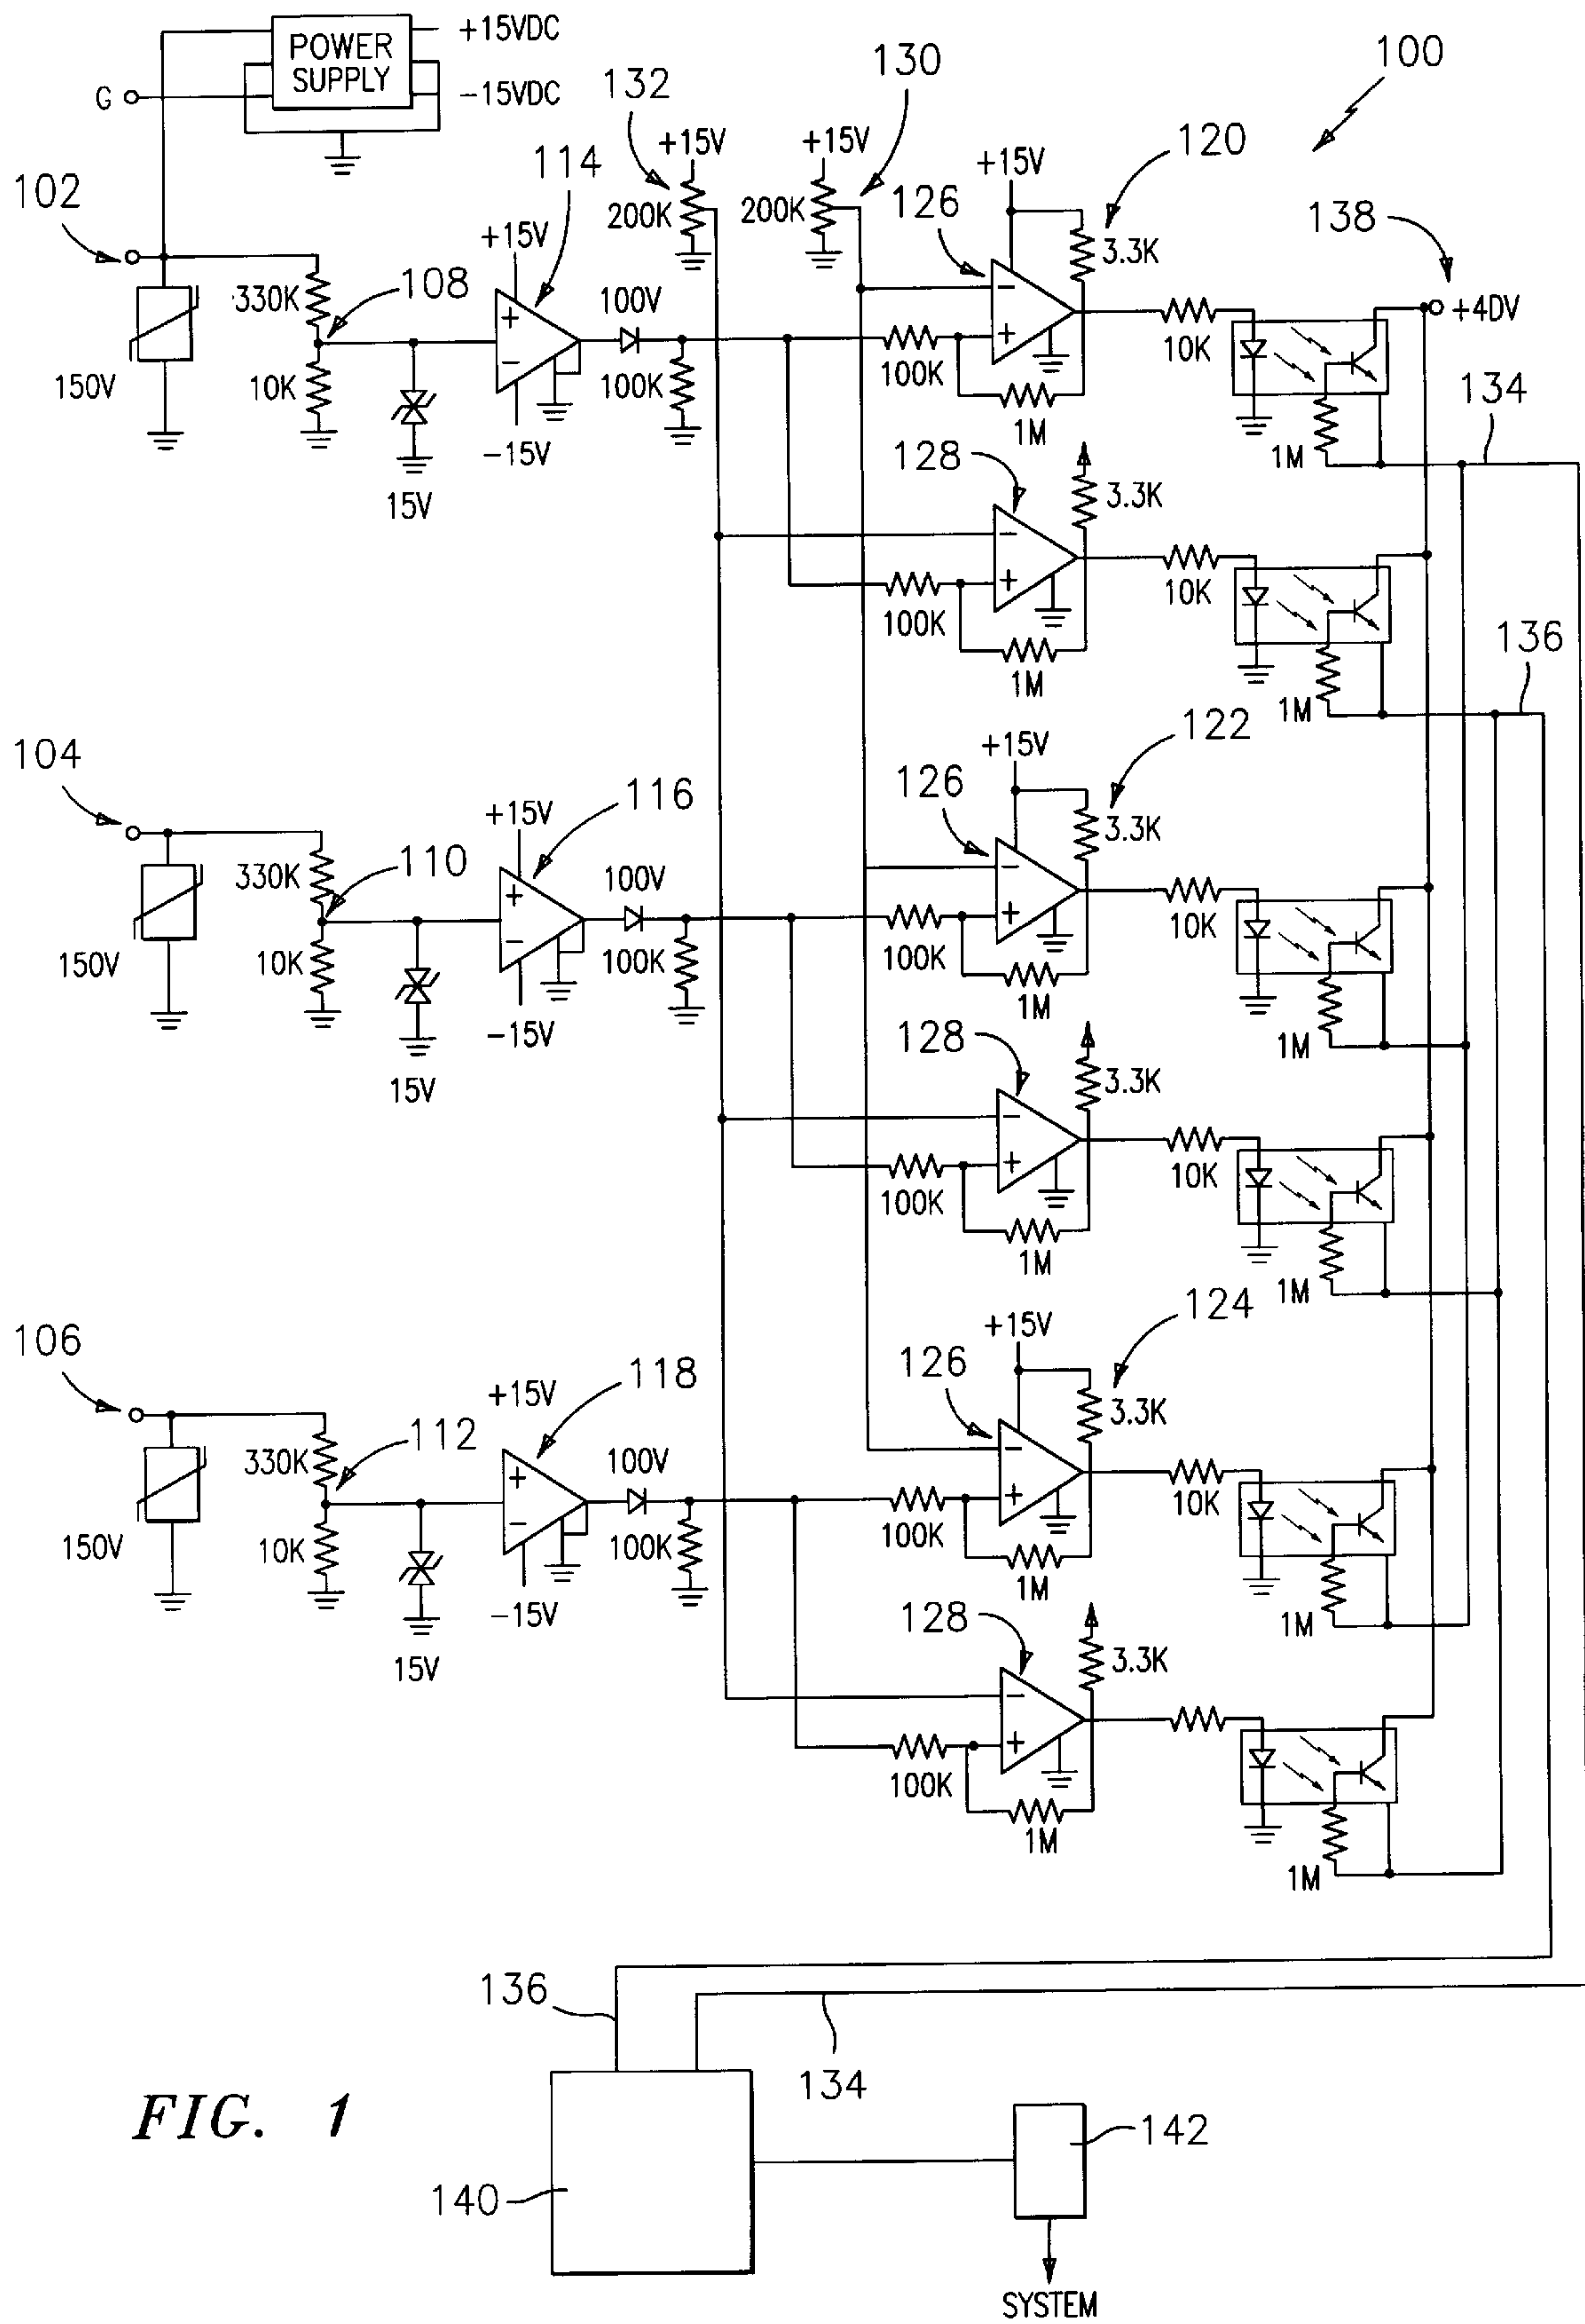 POWER
SUPPLY
+15VDC
-15VDC
G
100
130
132
+15V
+15V
+15V
120
114
102
126
138
200K
200K
3.3K
+15V
108
330K
100V
+4DV
10K
134
150V
10K
100K
100K
1M
1M
-15V
128
15V
3.3K
10K
100K
136
1M
1M
122
104
+15V
126
116
3.3K
+15V
110
330K
100V
10K
150V
10K
100K
100K
1M
-15V
128
1M
15V
3.3K
10K
100K
1M
1M
124
+15V
106
126
118
+15V
3.3K
112
330K
100V
10K
150V
10K
100K
100K
1M
-15V
128
1M
15V
3.3K
100K
1M
1M
136
134
FIG. 1
142
140
SYSTEM